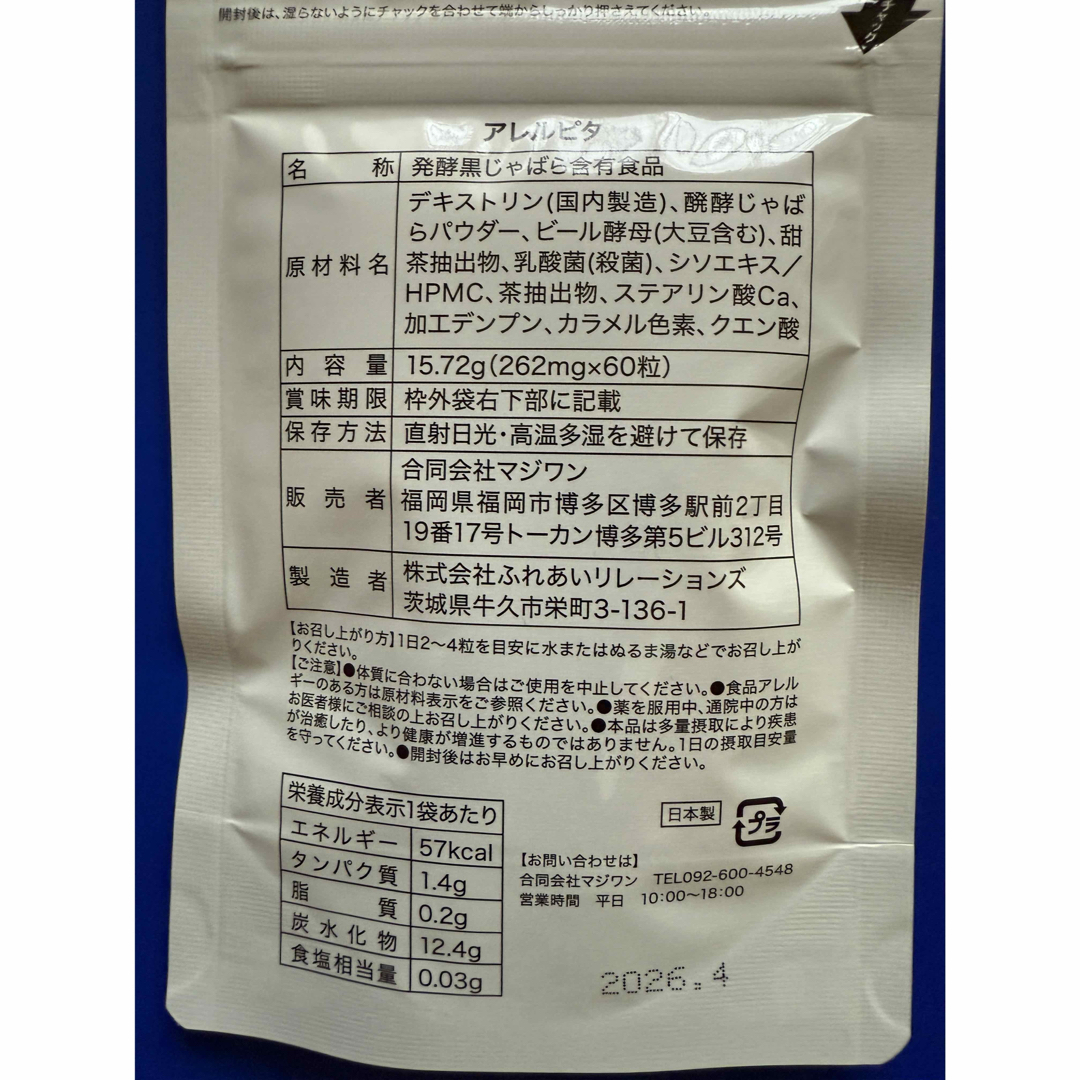 開封後は、湿らないようにチャックを合わせて端からしっかり押さえてください。
チャック
アレルピタ
名称 発酵黒じゃばら含有食品
原材料名 デキストリン(国内製造)、醗酵じゃば
らパウダー、ビール酵母(大豆含む)、甜
茶抽出物、乳酸菌(殺菌)、シソエキス／
HPMC、茶抽出物、ステアリン酸Ca、
加工デンプン、カラメル色素、クエン酸
内容量 15.72g(262mg×60粒)
賞味期限 枠外袋右下部に記載
保存方法 直射日光・高温多湿を避けて保存
販売者 合同会社マジワン
福岡県福岡市博多区博多駅前2丁目
19番17号トーカン博多第5ビル312号
製造者 株式会社ふれあいリレーションズ
茨城県牛久市栄町3-136-1
【お召し上がり方】1日2〜4粒を目安に水またはぬるま湯などでお召し上が
りください。
【ご注意】●体質に合わない場合はご使用を中止してください。●食品アレル
ギーのある方は原材料表示をご参照ください。●薬を服用中、通院中の方は
お医者様にご相談の上お召し上がりください。●本品は多量摂取により疾患
が治癒したり、より健康が増進するものではありません。1日の摂取目安量
を守ってください。●開封後はお早めにお召し上がりください。
栄養成分表示1袋あたり
エネルギー 57kcal
タンパク質 1.4g
脂質 0.2g
炭水化物 12.4g
食塩相当量 0.03g
日本製
プラ
【お問い合わせは】
合同会社マジワン TEL092-600-4548
営業時間 平日 10:00〜18:00
2026.4